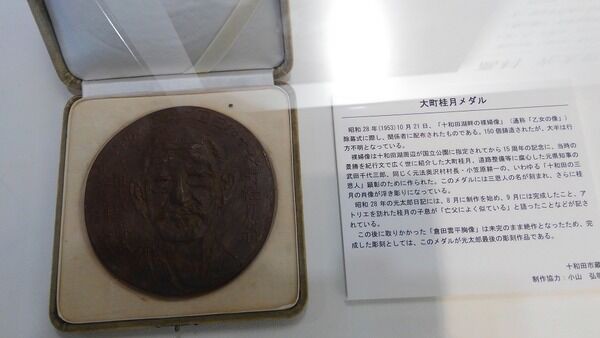 大町桂月メダル
昭和28年(1953)10月21日、「十和田湖畔の裸婦像」(通称「乙女の像」)
除幕式に際し、関係者に配布されたものである。150個鋳造されたが、大半は行
方不明となっている。
裸婦像は十和田湖周辺が国立公園に指定されてから15周年の記念に、当時の
景勝を紀行文で広く世に紹介した大町桂月、道路整備等に腐心した元県知事の
武田千代三郎、同じく元法奥沢村村長・小笠原耕一の、いわゆる「十和田の三
恩人」顕彰のために作られた。このメダルには三恩人の名が刻まれ、さらに桂
月の肖像が浮き彫りになっている。
昭和28年の光太郎日記には、8月に制作を始め、9月には完成したこと、ア
トリエを訪れた桂月の子息が「亡父によく似ている」と語ったことなどが記さ
れている。
この後に取りかかった「倉田雲平胸像」は未完のまま絶作となったため、完
成した彫刻としては、このメダルが光太郎最後の彫刻作品である。
十和田市蔵
制作協力:小山 弘明